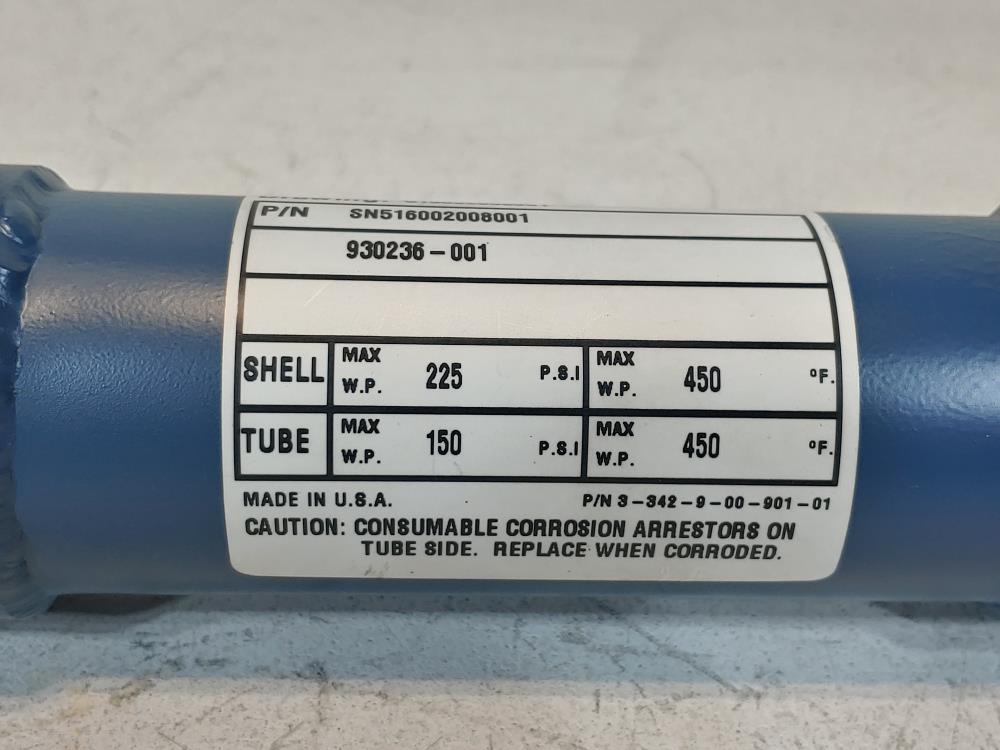 P/N SN516002008001
930236-001
SHELL MAX W.P. 225 P.S.I MAX W.P. 450 °F.
TUBE MAX W.P. 150 P.S.I MAX W.P. 450 °F.
MADE IN U.S.A. P/N 3-342-9-00-901-01
CAUTION: CONSUMABLE CORROSION ARRESTORS ON
TUBE SIDE. REPLACE WHEN CORRODED.